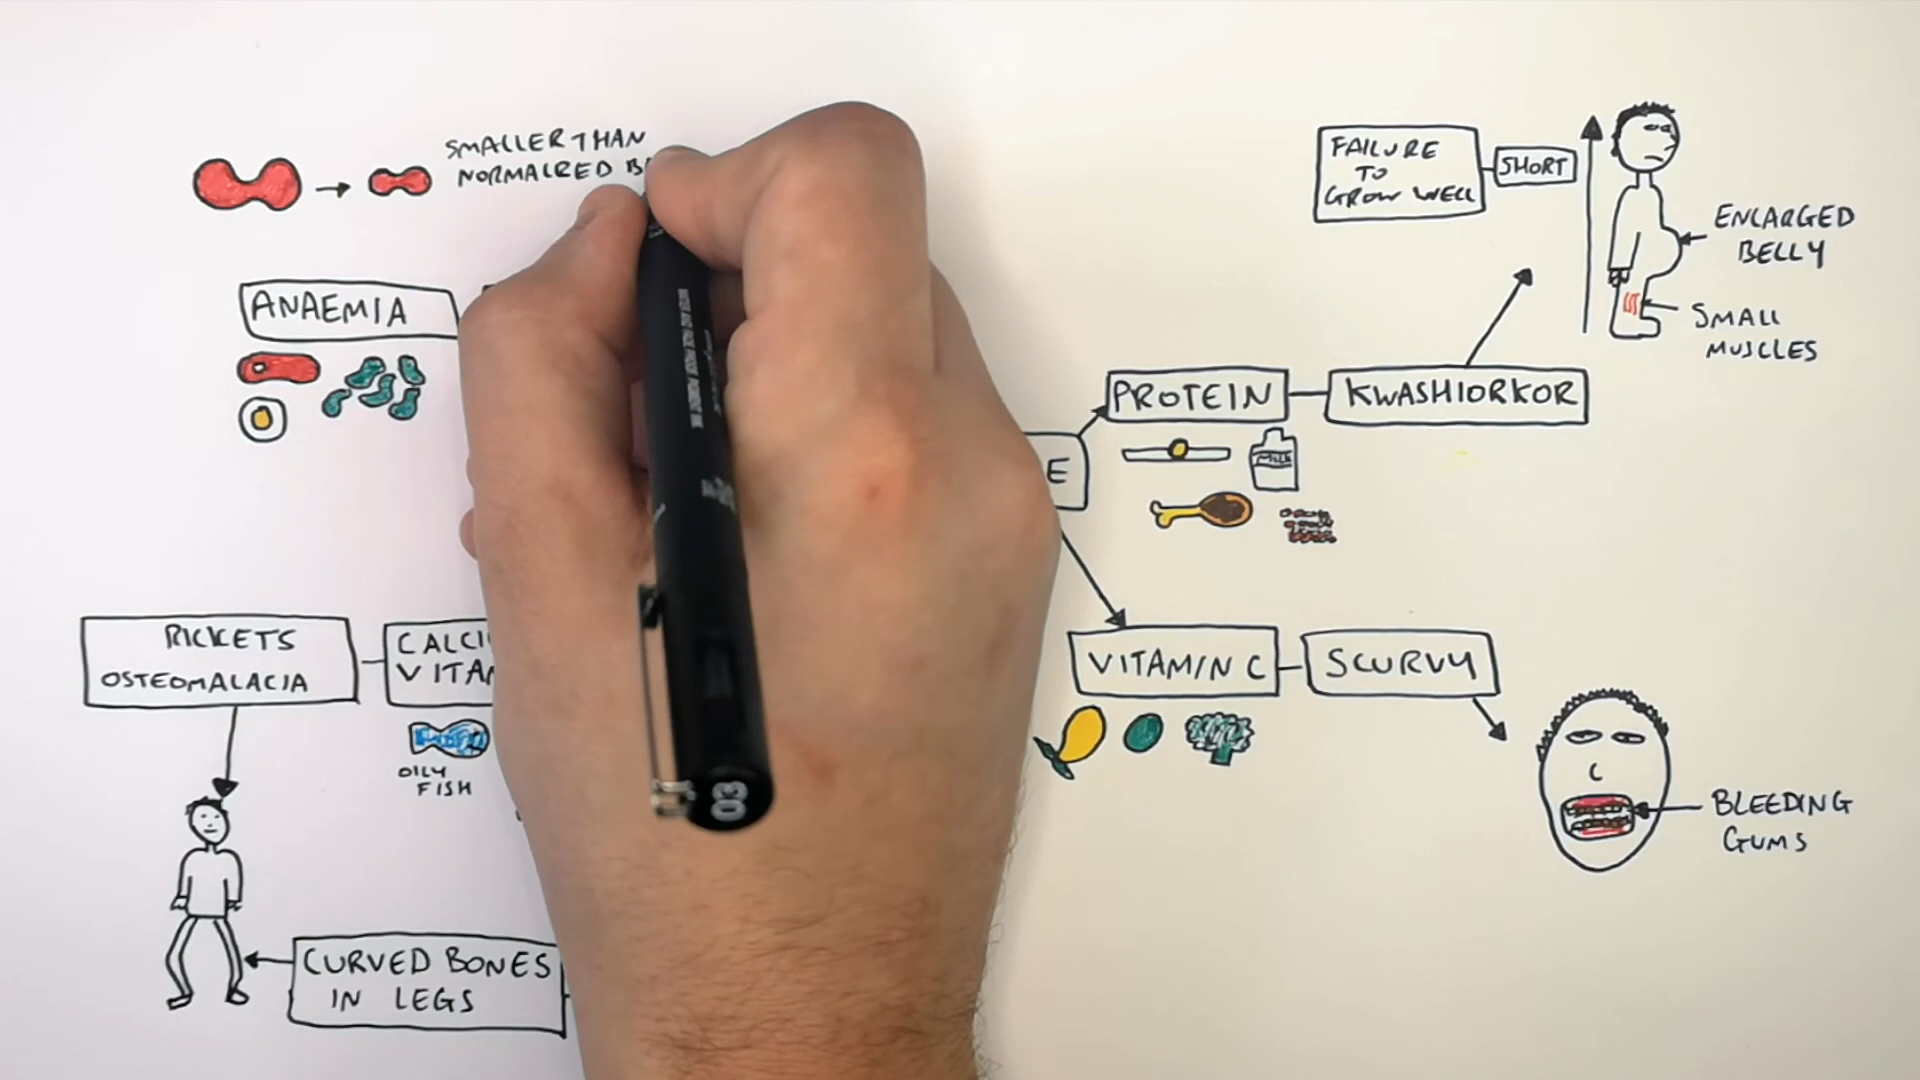 SMALLER THAN
NORMAL RED
ANAEMIA
FAILURE
TO
GROW WELL
SHORT
ENLARGED
BELLY
SMALL
MUSCLES
E
PROTEIN
KWASHIORKOR
MILK
RICKETS
OSTEOMALACIA
OILY
FISH
VITAMIN C
SCURVY
BLEEDING
GUMS
CURVED BONES
IN LEGS
03